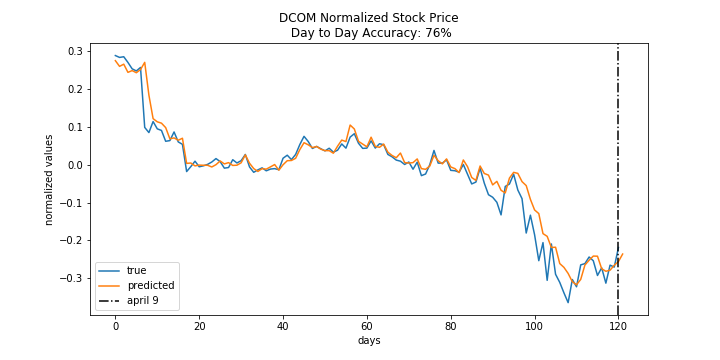 DCOM Normalized Stock Price
Day to Day Accuracy: 76%
normalized values
0.3
0.2
0.1
0.0
−0.1
−0.2
−0.3
true
predicted
april 9
0
20
40
60
80
100
120
days